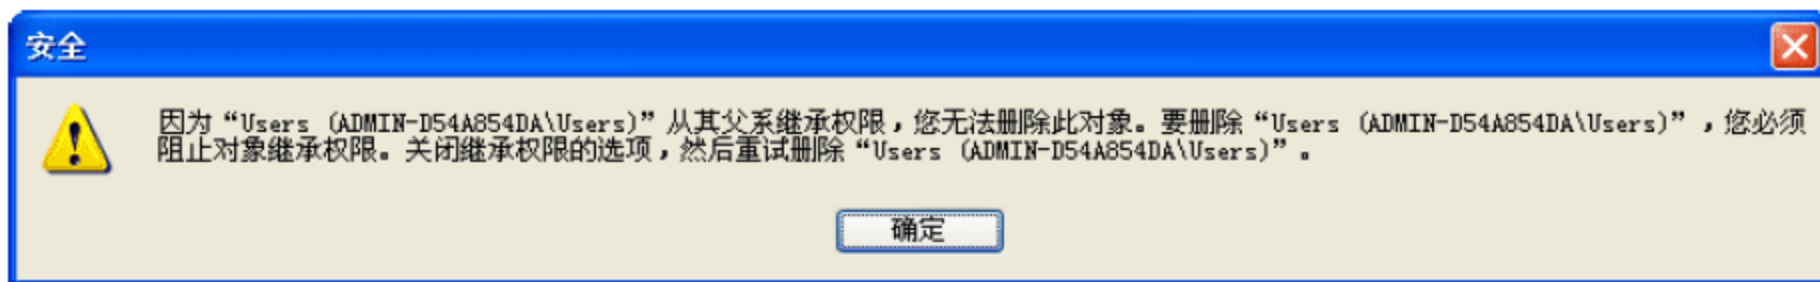 安全
因为“Users (ADMIN-D54A854DA\Users)”从其父系继承权限，您无法删除此对象。要删除“Users (ADMIN-D54A854DA\Users)”，您必须
阻止对象继承权限。关闭继承权限的选项，然后重试删除“Users (ADMIN-D54A854DA\Users)”。
确定